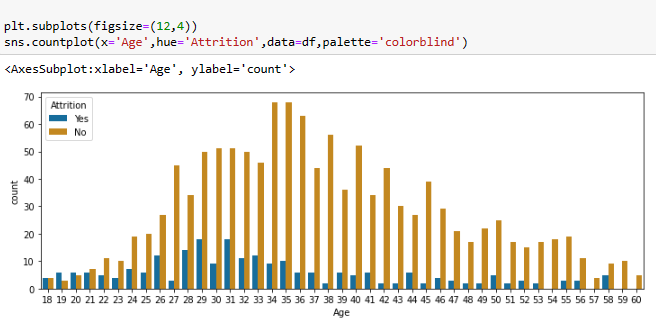 plt.subplots(figsize=(12,4))
sns.countplot(x='Age',hue='Attrition',data=df,palette='colorblind')
<AxesSubplot:xlabel='Age', ylabel='count'>
Attrition
Yes
No
70
60
50
40
30
20
10
0
count
18 19 20 21 22 23 24 25 26 27 28 29 30 31 32 33 34 35 36 37 38 39 40 41 42 43 44 45 46 47 48 49 50 51 52 53 54 55 56 57 58 59 60
Age